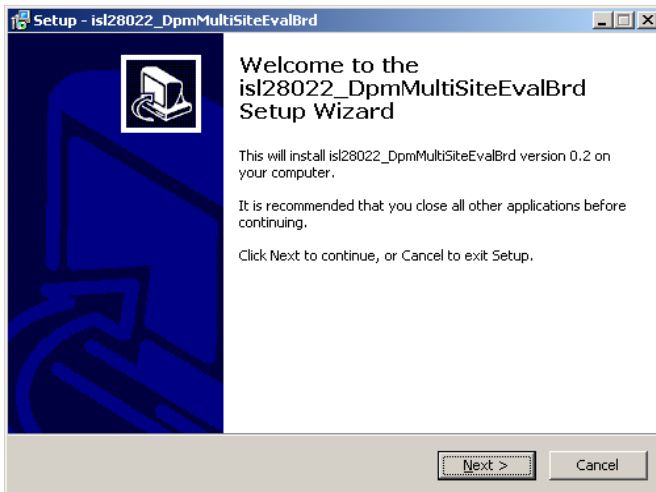 Setup - isl28022_DpmMultiSiteEvalBrd
Welcome to the
isl28022_DpmMultiSiteEvalBrd
Setup Wizard
This will install isl28022_DpmMultiSiteEvalBrd version 0.2 on
your computer.
It is recommended that you close all other applications before
continuing.
Click Next to continue, or Cancel to exit Setup.
Next >
Cancel